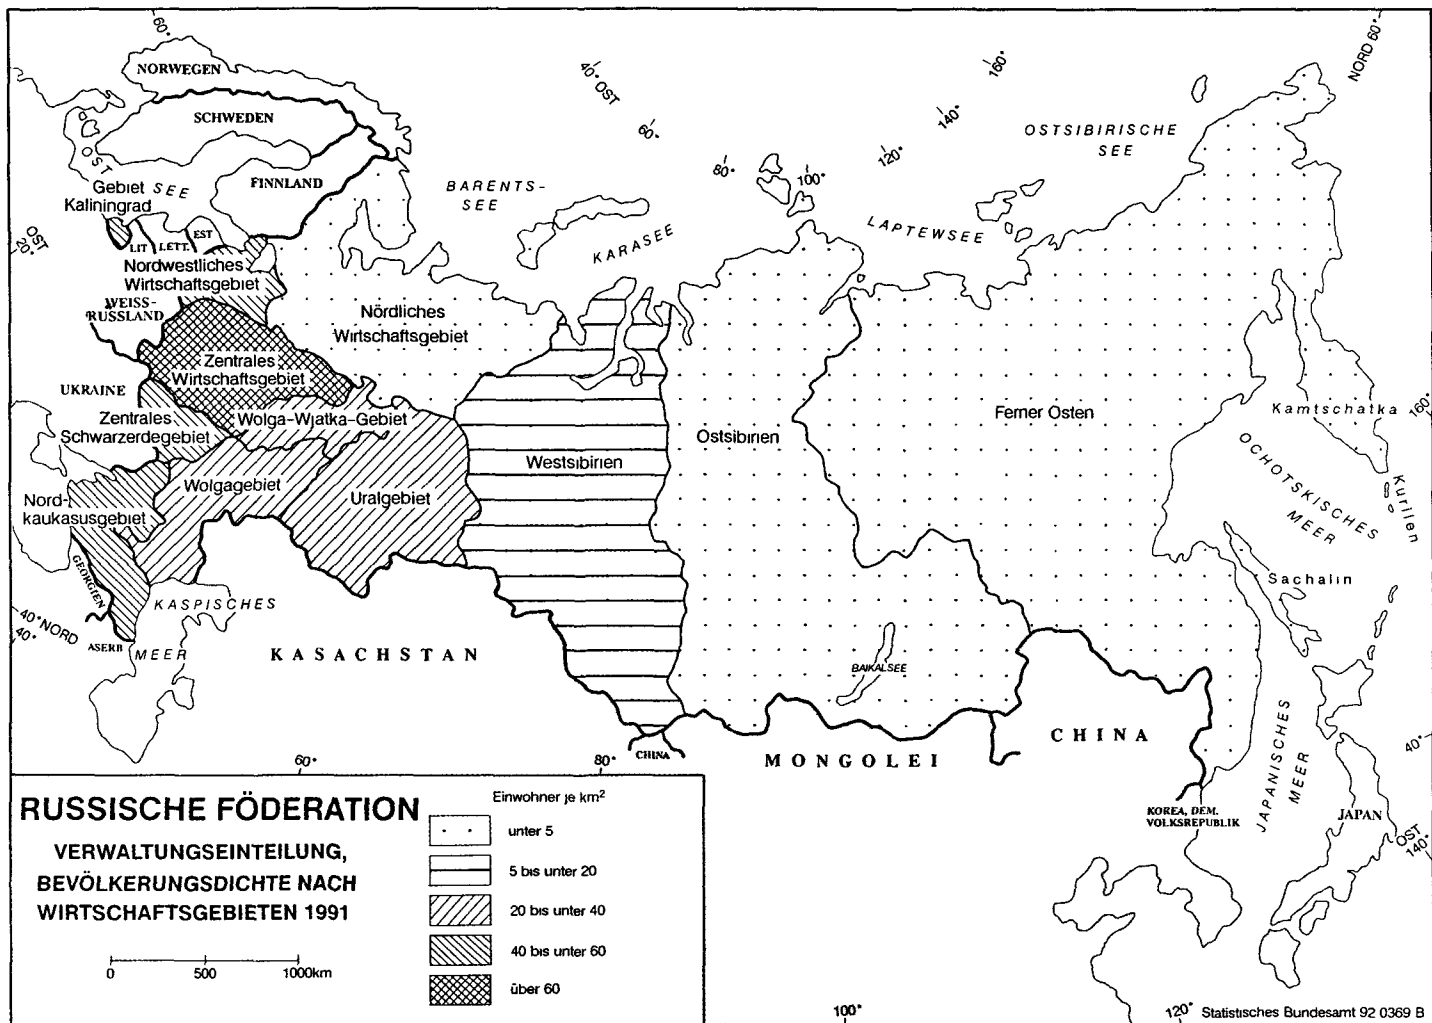 60°
NORD 60°
NORWEGEN
40° OST
160°
SCHWEDEN
60°
140°
OSTSIBIRISCHE
SEE
OST
SEE
FINNLAND
BARENTS-
SEE
80°
100°
120°
Gebiet
Kaliningrad
OST
20°
LIT
LETT.
EST
KARASEE
LAPTEWSEE
Nordwestliches
Wirtschaftsgebiet
WEISS-
RUSSLAND
Nördliches
Wirtschaftsgebiet
Zentrales
Wirtschaftsgebiet
UKRAINE
Zentrales
Schwarzerdegebiet
Wolga-Wjatka-Gebiet
Ferner Osten
Kamtschatka
160°
Westsibirien
Ostsibirien
OCHOTSKISCHES
MEER
Kurilen
Nord-
kaukasusgebiet
Wolgagebiet
Uralgebiet
GEORGIEN
Sachalin
40° NORD
40°
KASPISCHES
MEER
ASERB
KASACHSTAN
BAIKALSEE
CHINA
MONGOLEI
CHINA
JAPANISCHES
MEER
40°
60°
80°
KOREA, DEM.
VOLKSREPUBLIK
JAPAN
OST
140°
RUSSISCHE FÖDERATION
VERWALTUNGSEINTEILUNG,
BEVÖLKERUNGSDICHTE NACH
WIRTSCHAFTSGEBIETEN 1991
0 500 1000km
Einwohner je km²
unter 5
5 bis unter 20
20 bis unter 40
40 bis unter 60
über 60
100°
120°
Statistisches Bundesamt 92 0369 B